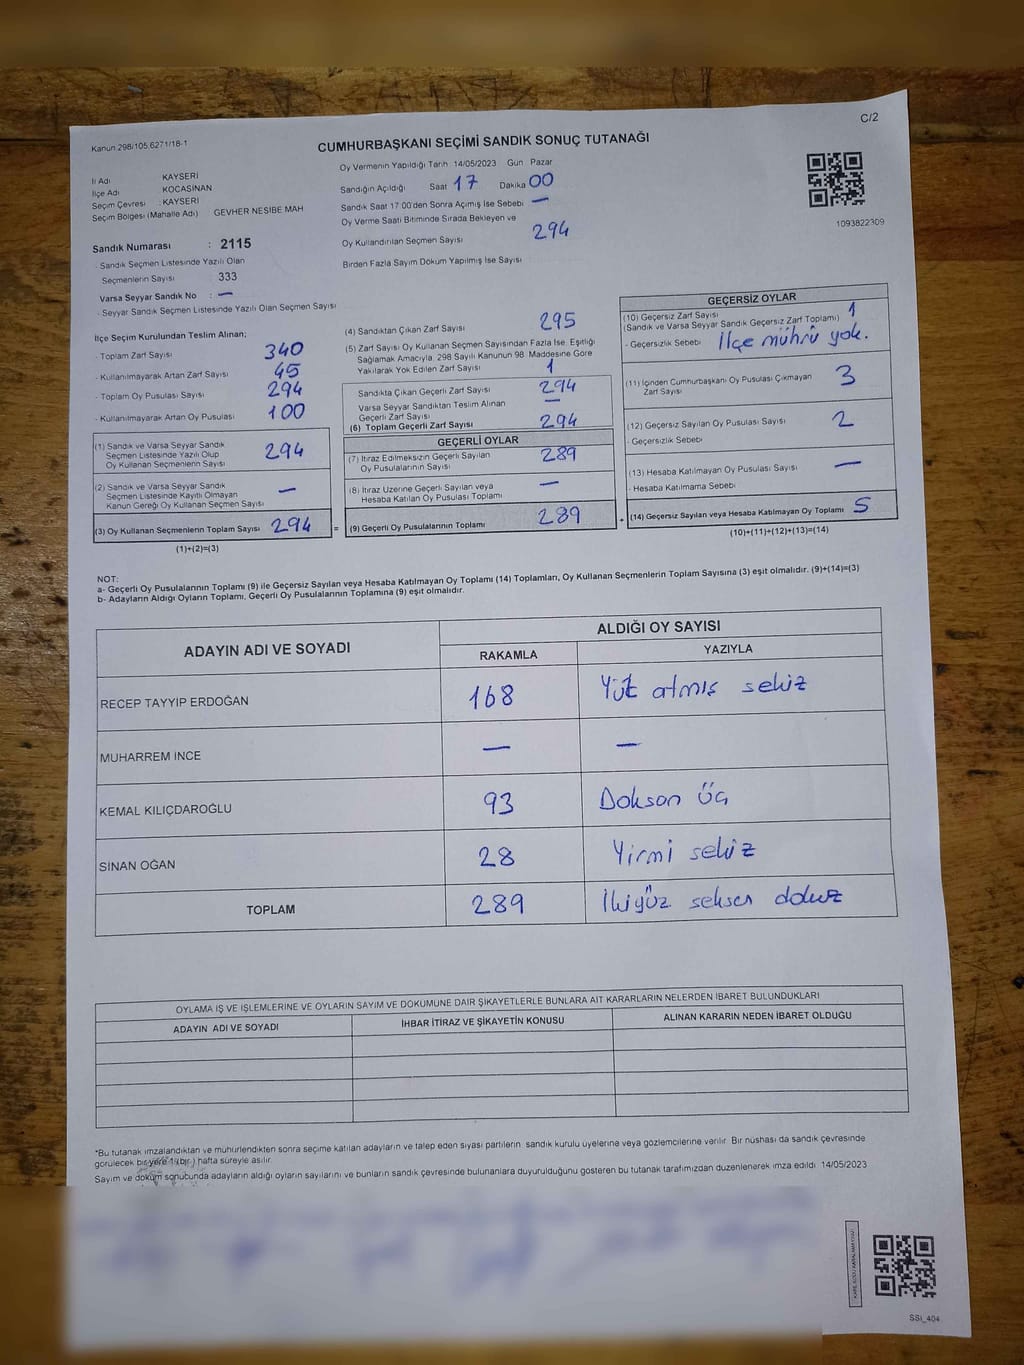 C/2
Kanun 298/105.6271/18-1
CUMHURBAŞKANI SEÇİMİ SANDIK SONUÇ TUTANAĞI
İl Adı KAYSERİ
İlçe Adı KOCASİNAN
Seçim Çevresi : KAYSERİ
Seçim Bölgesi (Mahalle Adı) GEVHER NESİBE MAH
Oy Vermenin Yapıldığı Tarih 14/05/2023 Gün Pazar
Sandığın Açıldığı Saat 17 Dakika 00
Sandık Saat 17:00'den Sonra Açımış İse Sebebi —
Oy Verme Saati Bitiminde Sırada Bekleyen ve
Oy Kullandırılan Seçmen Sayısı 294
Birden Fazla Sayım Döküm Yapılmış İse Sayısı
1093822309
Sandık Numarası : 2115
- Sandık Seçmen Listesinde Yazılı Olan
Seçmenlerin Sayısı 333
Varsa Seyyar Sandık No : —
- Seyyar Sandık Seçmen Listesinde Yazılı Olan Seçmen Sayısı
İlçe Seçim Kurulundan Teslim Alınan;
- Toplam Zarf Sayısı 340
- Kullanılmayarak Artan Zarf Sayısı 45
- Toplam Oy Pusulası Sayısı 294
- Kullanılmayarak Artan Oy Pusulası 100
(1) Sandık ve Varsa Seyyar Sandık
Seçmen Listesinde Yazılı Olup
Oy Kullanan Seçmenlerin Sayısı 294
(2) Sandık ve Varsa Seyyar Sandık
Seçmen Listesinde Kayıtlı Olmayan
Kanun Gereği Oy Kullanan Seçmen Sayısı —
(3) Oy Kullanan Seçmenlerin Toplam Sayısı 294
(1)+(2)=(3)
(4) Sandıktan Çıkan Zarf Sayısı 295
(5) Zarf Sayısı Oy Kullanan Seçmen Sayısından Fazla İse, Eşitliği
Sağlamak Amacıyla, 298 Sayılı Kanunun 98. Maddesine Göre
Yakılarak Yok Edilen Zarf Sayısı 1
Sandıkta Çıkan Geçerli Zarf Sayısı 294
Varsa Seyyar Sandıktan Teslim Alınan
Geçerli Zarf Sayısı —
(6) Toplam Geçerli Zarf Sayısı 294
GEÇERLİ OYLAR
(7) İtiraz Edilmeksizin Geçerli Sayılan
Oy Pusulalarının Sayısı 289
(8) İtiraz Üzerine Geçerli Sayılan veya
Hesaba Katılan Oy Pusulası Toplamı —
= (9) Geçerli Oy Pusulalarının Toplamı 289
GEÇERSİZ OYLAR
(10) Geçersiz Zarf Sayısı 1
(Sandık ve Varsa Seyyar Sandık Geçersiz Zarf Toplamı)
- Geçersizlik Sebebi İlçe mührü yok.
(11) İçinden Cumhurbaşkanı Oy Pusulası Çıkmayan
Zarf Sayısı 3
(12) Geçersiz Sayılan Oy Pusulası Sayısı 2
- Geçersizlik Sebebi
(13) Hesaba Katılmayan Oy Pusulası Sayısı —
- Hesaba Katılmama Sebebi
+ (14) Geçersiz Sayılan veya Hesaba Katılmayan Oy Toplamı 5
(10)+(11)+(12)+(13)=(14)
NOT:
a- Geçerli Oy Pusulalarının Toplamı (9) ile Geçersiz Sayılan veya Hesaba Katılmayan Oy Toplamı (14) Toplamları, Oy Kullanan Seçmenlerin Toplam Sayısına (3) eşit olmalıdır. (9)+(14)=(3)
b- Adayların Aldığı Oyların Toplamı, Geçerli Oy Pusulalarının Toplamına (9) eşit olmalıdır.
ADAYIN ADI VE SOYADI ALDIĞI OY SAYISI
RAKAMLA YAZIYLA
RECEP TAYYIP ERDOĞAN 168 Yüz atmış sekiz
MUHARREM İNCE — —
KEMAL KILIÇDAROĞLU 93 Dokson Üç
SİNAN OĞAN 28 Yirmi sekiz
TOPLAM 289 İkiyüz seksen dokuz
OYLAMA İŞ VE İŞLEMLERİNE VE OYLARIN SAYIM VE DÖKÜMÜNE DAİR ŞİKAYETLERLE BUNLARA AİT KARARLARIN NELERDEN İBARET BULUNDUKLARI
ADAYIN ADI VE SOYADI İHBAR İTİRAZ VE ŞİKAYETİN KONUSU ALINAN KARARIN NEDEN İBARET OLDUĞU
*Bu tutanak imzalandıktan ve mühürlendikten sonra seçime katılan adayların ve talep eden siyasi partilerin sandık kurulu üyelerine veya gözlemcilerine verilir. Bir nüshası da sandık çevresinde
görülecek bir yere 1 (bir) hafta süreyle asılır.
Sayım ve döküm sonucunda adayların aldığı oyların sayılarını ve bunların sandık çevresinde bulunanlara duyurulduğunu gösteren bu tutanak tarafımızdan düzenlenerek imza edildi 14/05/2023
SSI_404